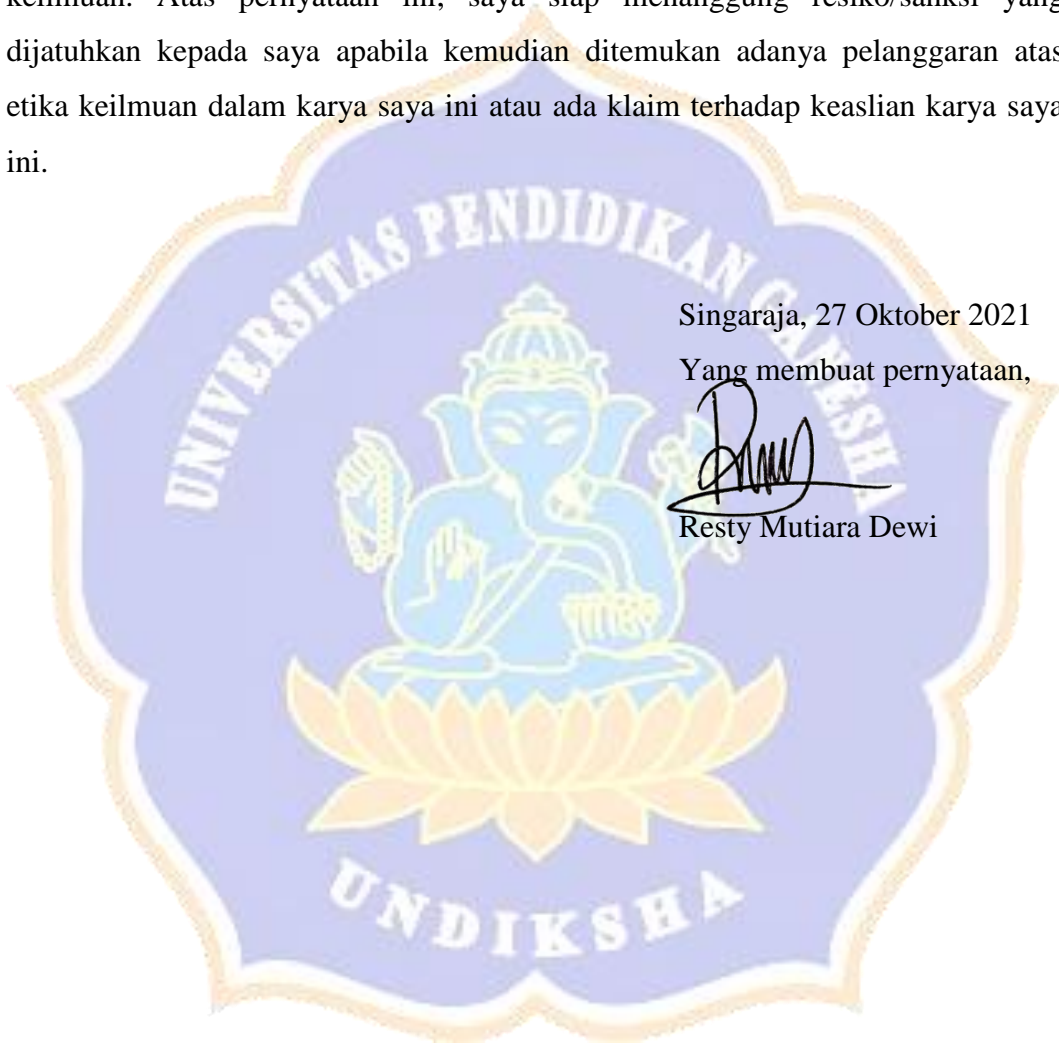 keilmuan. Atas pernyataan ini, saya siap menanggung resiko/sanksi yang
dijatuhkan kepada saya apabila kemudian ditemukan adanya pelanggaran atas
etika keilmuan dalam karya saya ini atau ada klaim terhadap keaslian karya saya
ini.
UNIVERSITAS PENDIDIKAN GANESHA
Singaraja, 27 Oktober 2021
Yang membuat pernyataan,
Resty Mutiara Dewi
UNDIKSHA